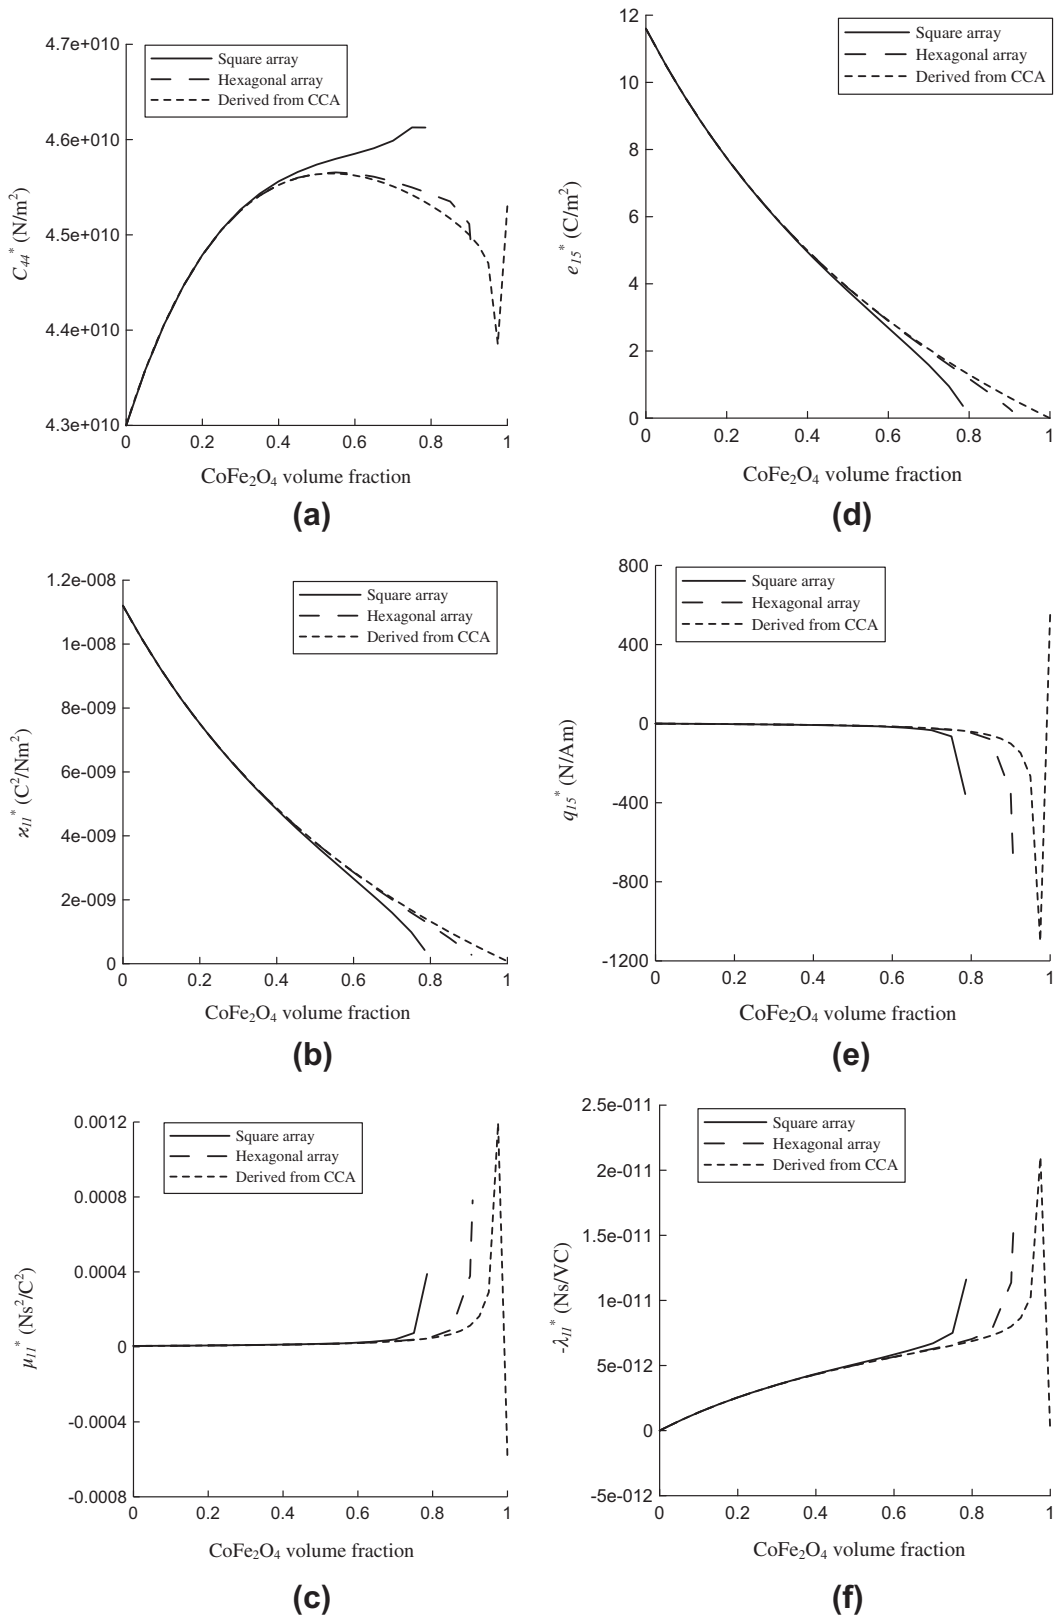 4.7e+010
4.6e+010
4.5e+010
4.4e+010
4.3e+010
C44* (N/m2)
Square array
Hexagonal array
Derived from CCA
0 0.2 0.4 0.6 0.8 1
CoFe2O4 volume fraction
(a)
12
10
8
6
4
2
0
e15* (C/m2)
Square array
Hexagonal array
Derived from CCA
0 0.2 0.4 0.6 0.8 1
CoFe2O4 volume fraction
(d)
1.2e-008
1e-008
8e-009
6e-009
4e-009
2e-009
0
ϰ11* (C2/Nm2)
Square array
Hexagonal array
Derived from CCA
0 0.2 0.4 0.6 0.8 1
CoFe2O4 volume fraction
(b)
800
400
0
-400
-800
-1200
q15* (N/Am)
Square array
Hexagonal array
Derived from CCA
0 0.2 0.4 0.6 0.8 1
CoFe2O4 volume fraction
(e)
0.0012
0.0008
0.0004
0
-0.0004
-0.0008
μ11* (Ns2/C2)
Square array
Hexagonal array
Derived from CCA
0 0.2 0.4 0.6 0.8 1
CoFe2O4 volume fraction
(c)
2.5e-011
2e-011
1.5e-011
1e-011
5e-012
0
-5e-012
-λ11* (Ns/VC)
Square array
Hexagonal array
Derived from CCA
0 0.2 0.4 0.6 0.8 1
CoFe2O4 volume fraction
(f)